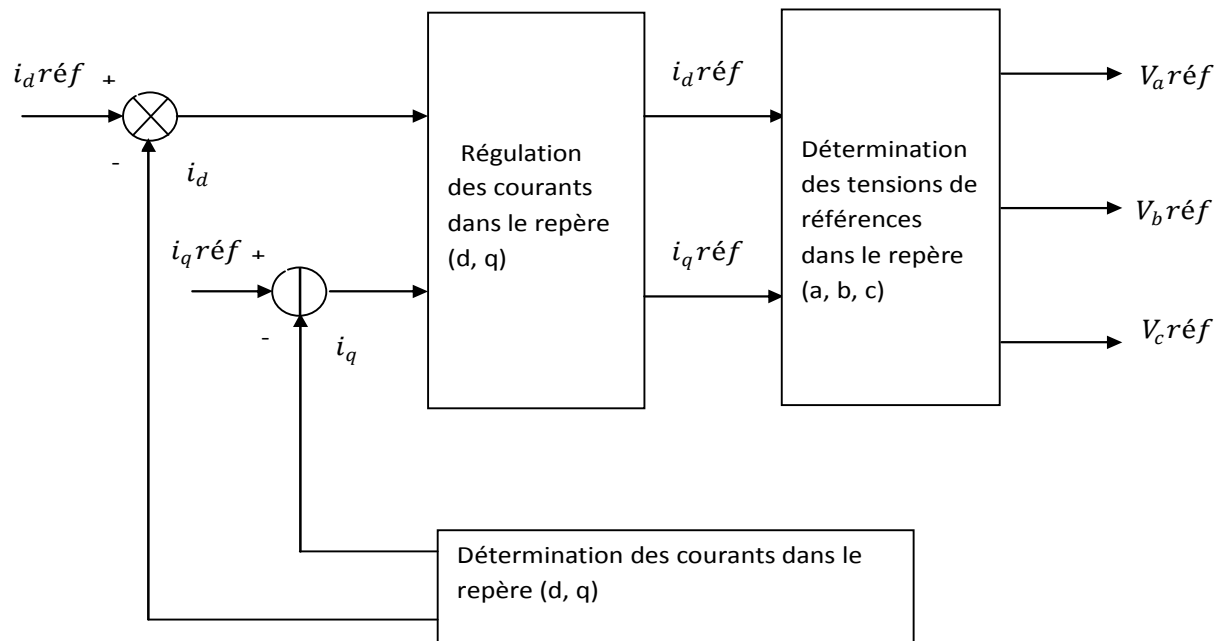 i_d réf +
-
i_d
i_q réf +
-
i_q
Régulation
des courants
dans le repère
(d, q)
i_d réf
i_q réf
Détermination
des tensions de
références
dans le repère
(a, b, c)
V_a réf
V_b réf
V_c réf
Détermination des courants dans le
repère (d, q)